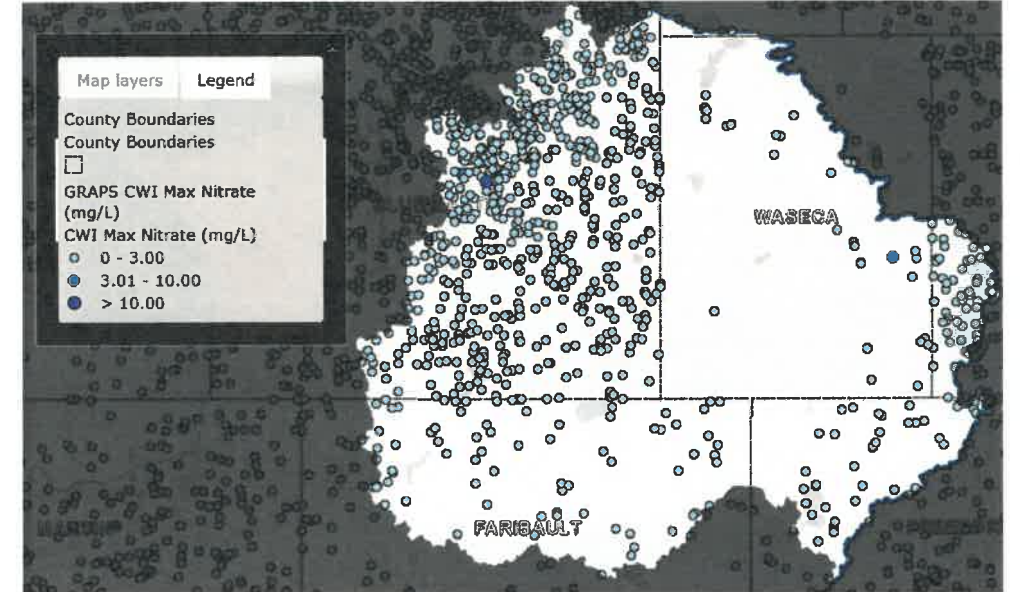 Map layers Legend
County Boundaries
County Boundaries
GRAPS CWI Max Nitrate
(mg/L)
CWI Max Nitrate (mg/L)
0 - 3.00
3.01 - 10.00
> 10.00
WASECA
FARIBAULT